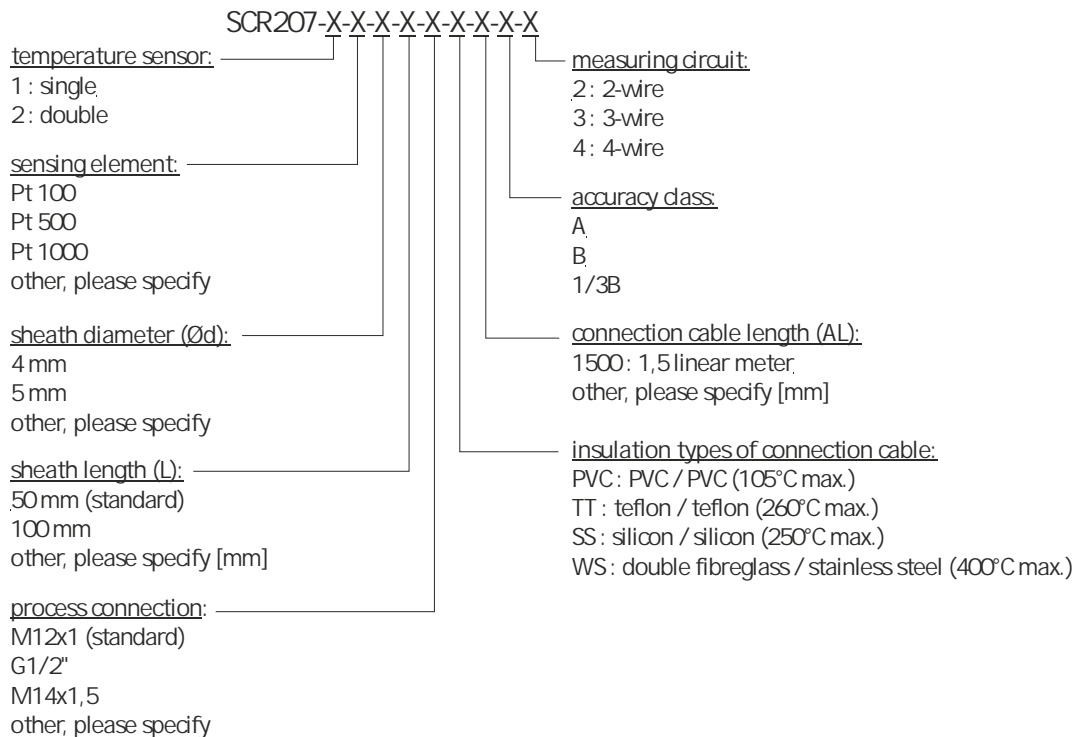 SCR207-X-X-X-X-X-X-X-X-X
temperature sensor:
1 : single
2 : double
sensing element:
Pt 100
Pt 500
Pt 1000
other, please specify
sheath diameter (Ød):
4 mm
5 mm
other, please specify
sheath length (L):
50 mm (standard)
100 mm
other, please specify [mm]
process connection:
M12x1 (standard)
G1/2"
M14x1,5
other, please specify
measuring circuit:
2 : 2-wire
3 : 3-wire
4 : 4-wire
accuracy class:
A
B
1/3B
connection cable length (AL):
1500 : 1,5 linear meter
other, please specify [mm]
insulation types of connection cable:
PVC : PVC / PVC (105°C max.)
TT : teflon / teflon (260°C max.)
SS : silicon / silicon (250°C max.)
WS : double fibreglass / stainless steel (400°C max.)